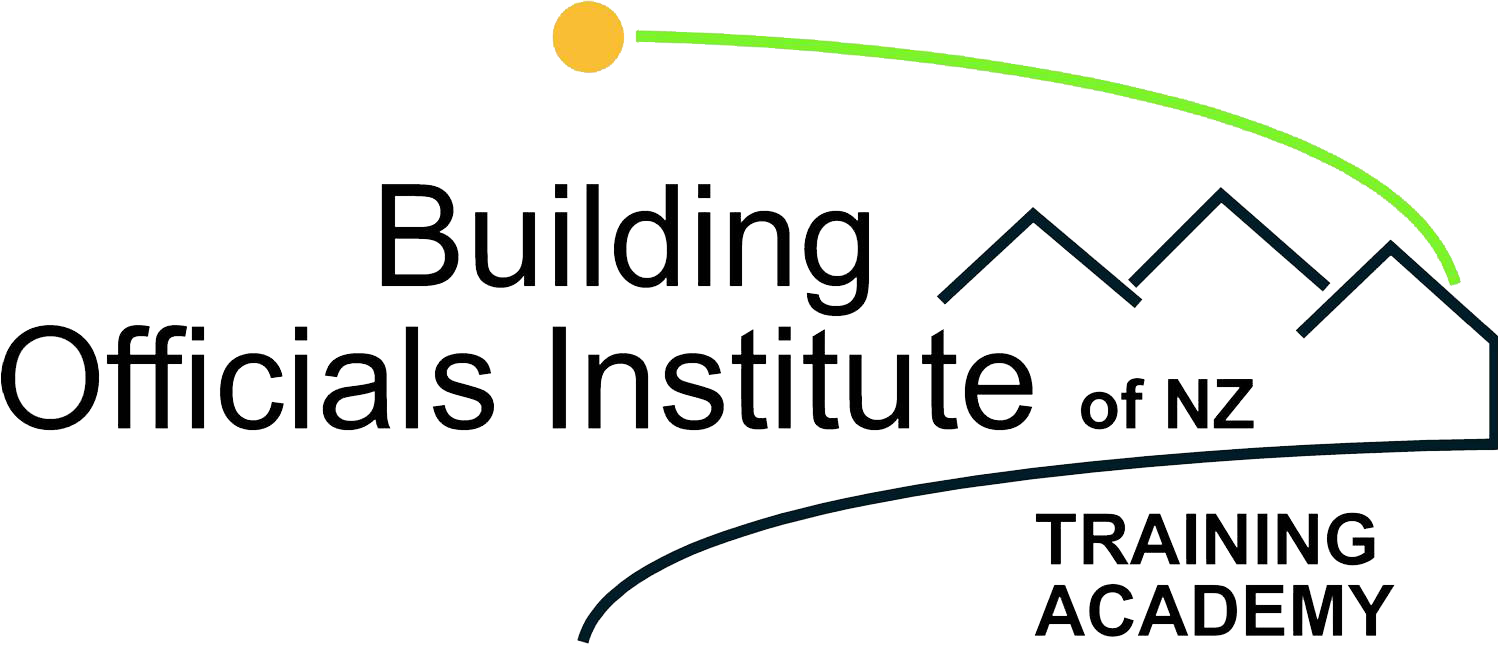 Building
Officials Institute of NZ
TRAINING
ACADEMY